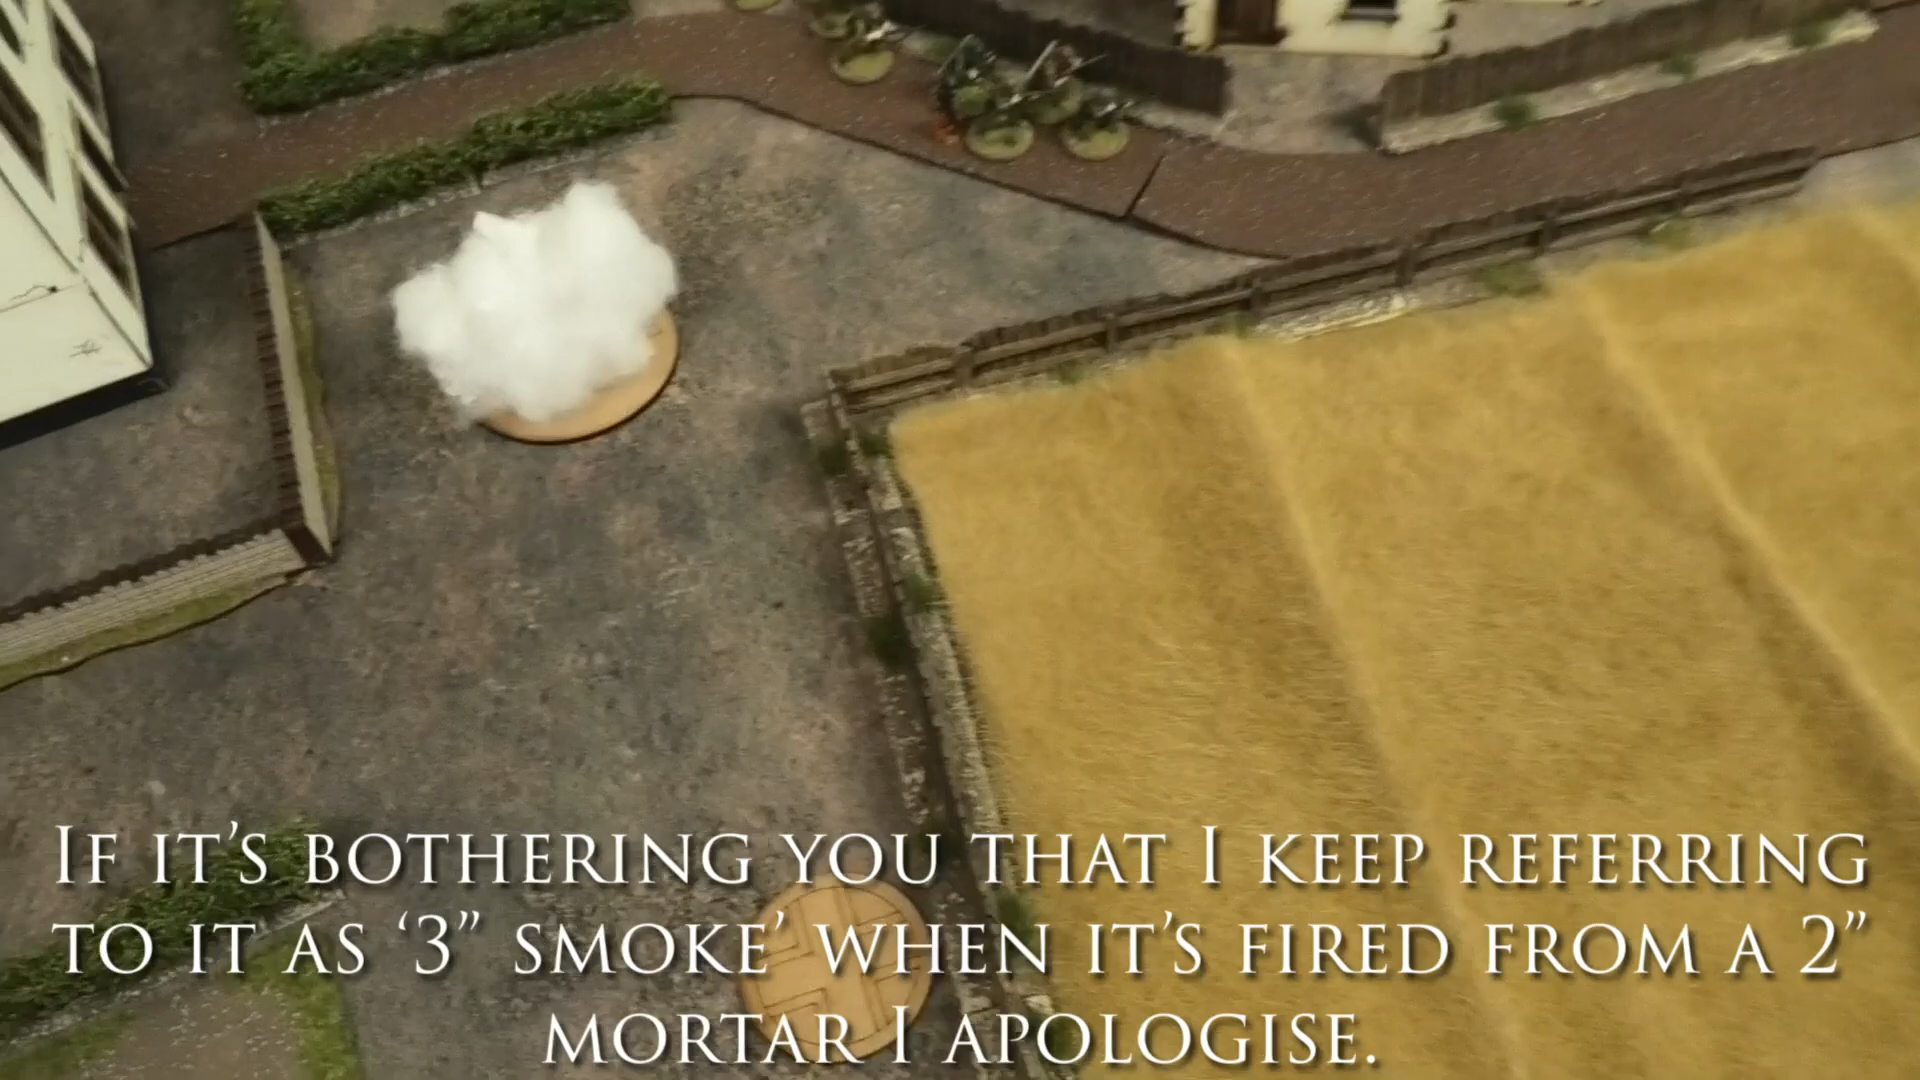 If it’s bothering you that I keep referring
to it as ‘3” smoke’ when it’s fired from a 2”
mortar I apologise.